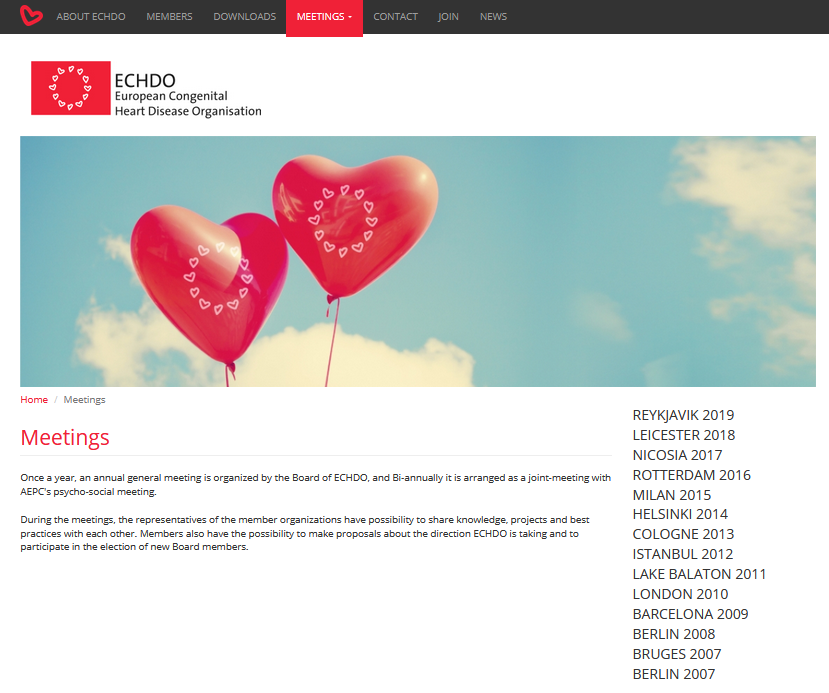 ABOUT ECHDO MEMBERS DOWNLOADS MEETINGS CONTACT JOIN NEWS
ECHDO
European Congenital
Heart Disease Organisation
Home / Meetings
Meetings
Once a year, an annual general meeting is organized by the Board of ECHDO, and Bi-annually it is arranged as a joint-meeting with
AEPC's psycho-social meeting.
During the meetings, the representatives of the member organizations have possibility to share knowledge, projects and best
practices with each other. Members also have the possibility to make proposals about the direction ECHDO is taking and to
participate in the election of new Board members.
REYKJAVIK 2019
LEICESTER 2018
NICOSIA 2017
ROTTERDAM 2016
MILAN 2015
HELSINKI 2014
COLOGNE 2013
ISTANBUL 2012
LAKE BALATON 2011
LONDON 2010
BARCELONA 2009
BERLIN 2008
BRUGES 2007
BERLIN 2007